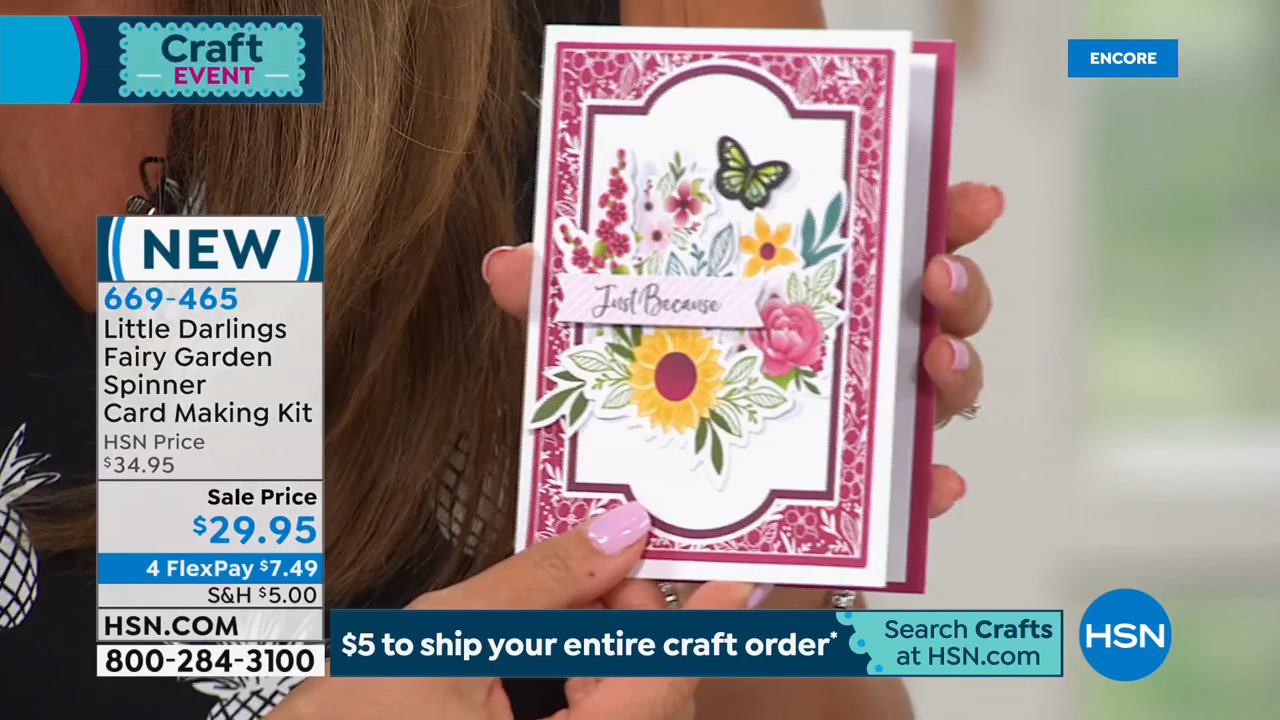 Craft
EVENT
ENCORE
NEW
669-465
Little Darlings
Fairy Garden
Spinner
Card Making Kit
HSN Price
$34.95
Sale Price
$29.95
4 FlexPay $7.49
S&H $5.00
HSN.COM
800-284-3100
Just Because
$5 to ship your entire craft order*
Search Crafts
at HSN.com
HSN